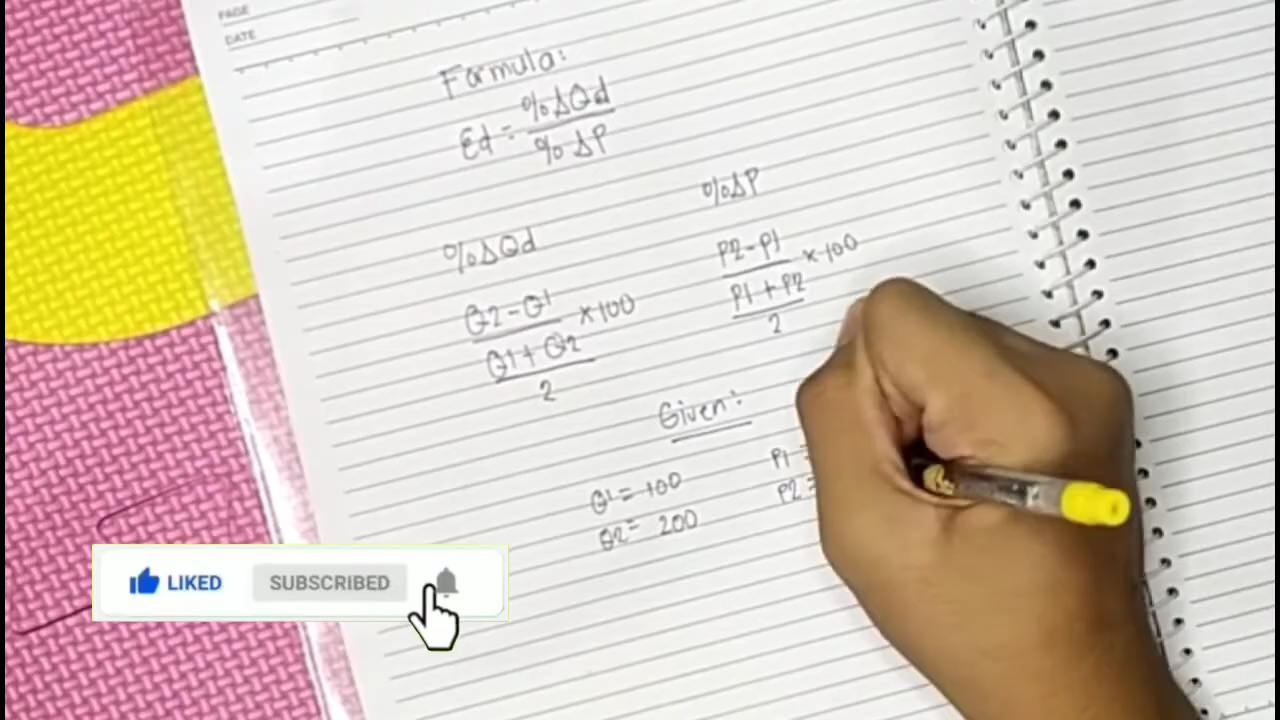 PAGE
DATE
Formula:
Ed = %ΔQd
%ΔP
%ΔP
%ΔQd
P2-P1 × 100
P1+P2
2
Q2-Q1 × 100
Q1+Q2
2
Given:
Q1 = 100
Q2 = 200
P1 =
P2 =
LIKED SUBSCRIBED